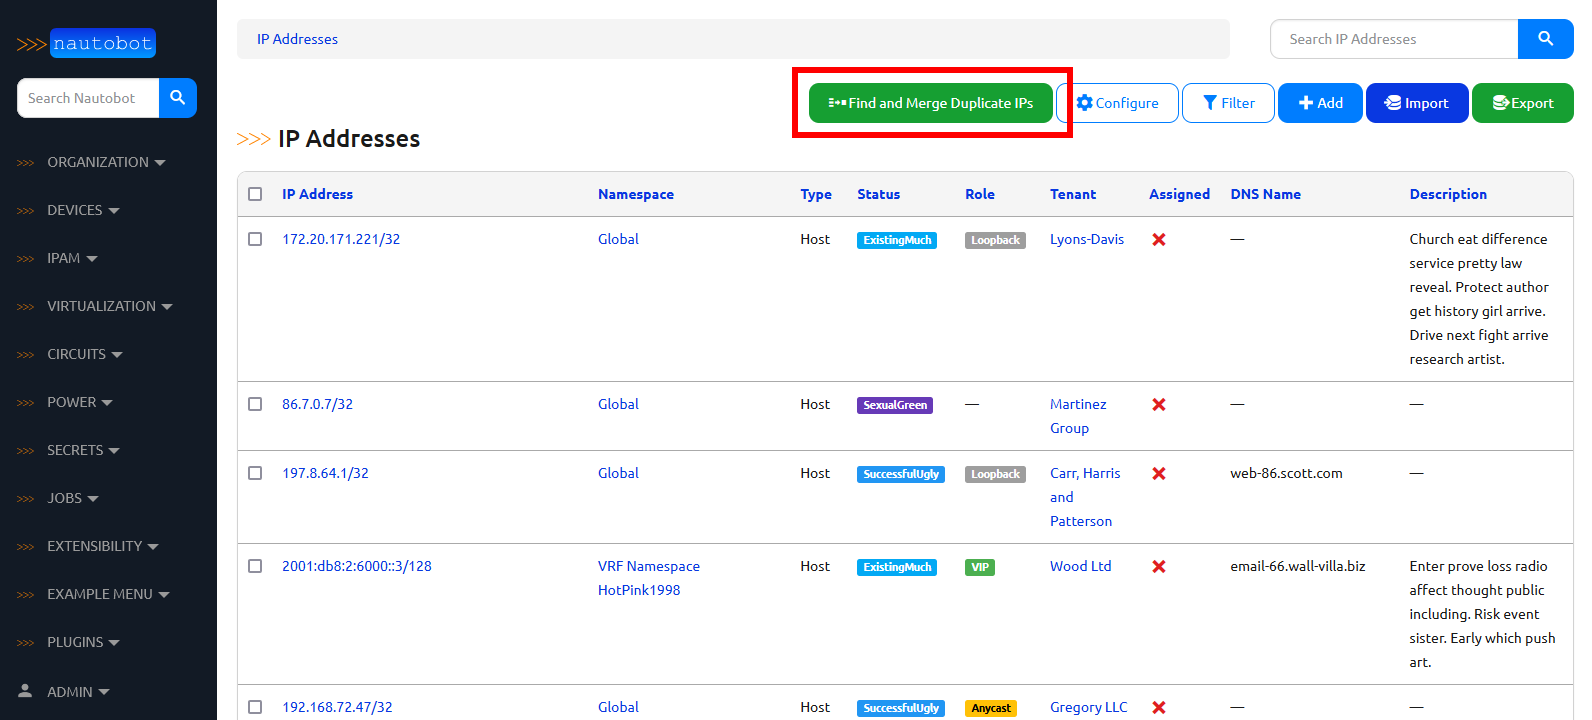 >>> nautobot
Search Nautobot
>>> ORGANIZATION
>>> DEVICES
>>> IPAM
>>> VIRTUALIZATION
>>> CIRCUITS
>>> POWER
>>> SECRETS
>>> JOBS
>>> EXTENSIBILITY
>>> EXAMPLE MENU
>>> PLUGINS
ADMIN
IP Addresses
Search IP Addresses
Find and Merge Duplicate IPs Configure Filter Add Import Export
>>> IP Addresses
IP Address Namespace Type Status Role Tenant Assigned DNS Name Description
172.20.171.221/32 Global Host ExistingMuch Loopback Lyons-Davis — Church eat difference
service pretty law
reveal. Protect author
get history girl arrive.
Drive next fight arrive
research artist.
86.7.0.7/32 Global Host SexualGreen — Martinez — —
Group
197.8.64.1/32 Global Host SuccessfulUgly Loopback Carr, Harris web-86.scott.com —
and
Patterson
2001:db8:2:6000::3/128 VRF Namespace Host ExistingMuch VIP Wood Ltd email-66.wall-villa.biz Enter prove loss radio
HotPink1998 affect thought public
including. Risk event
sister. Early which push
art.
192.168.72.47/32 Global Host SuccessfulUgly Anycast Gregory LLC — —